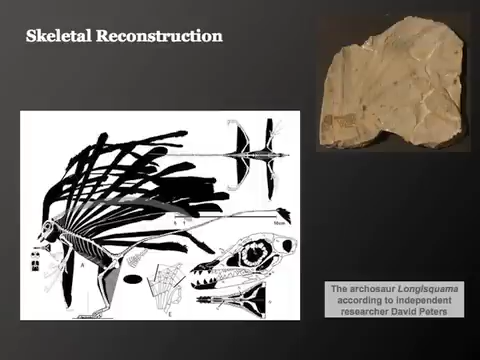 Skeletal Reconstruction
A
E
The archosaur Longisquama
according to independent
researcher David Peters